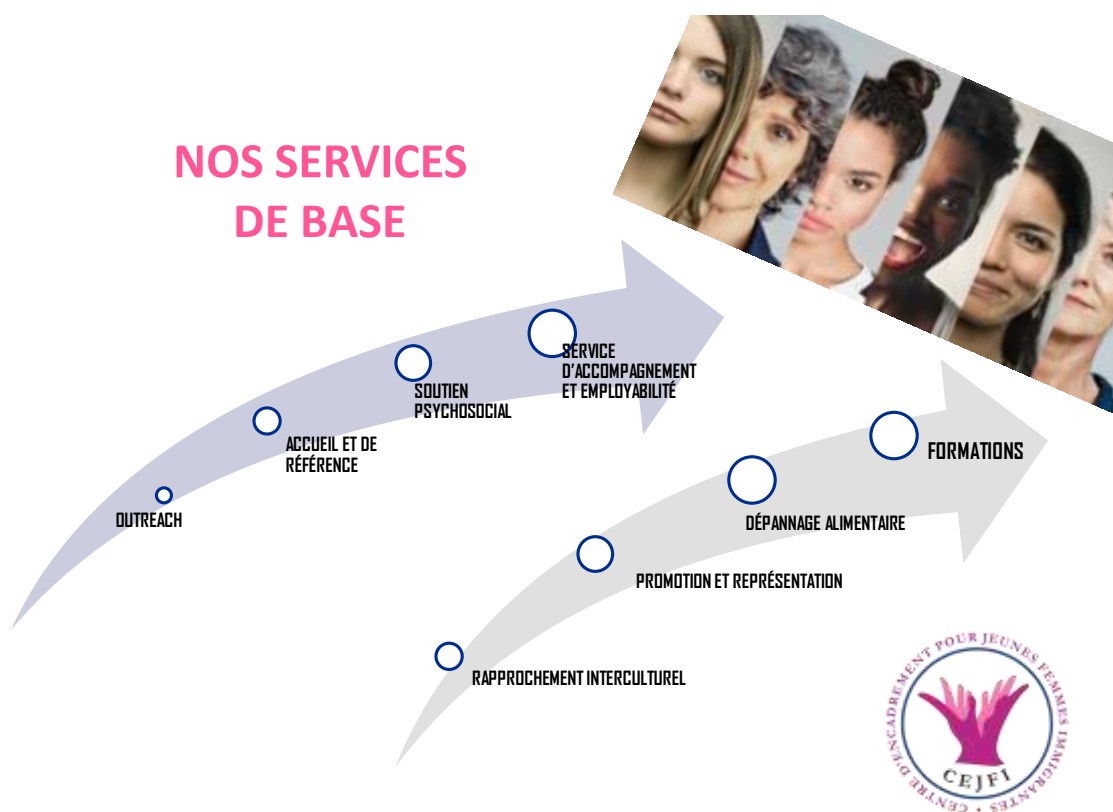 NOS SERVICES
DE BASE
SERVICE
D'ACCOMPAGNEMENT
ET EMPLOYABILITÉ
SOUTIEN
PSYCHOSOCIAL
ACCUEIL ET DE
RÉFÉRENCE
OUTREACH
FORMATIONS
DÉPANNAGE ALIMENTAIRE
PROMOTION ET REPRÉSENTATION
RAPPROCHEMENT INTERCULTUREL
CENTRE D'ENCADREMENT POUR JEUNES FEMMES IMMIGRANTES •
CEJFI